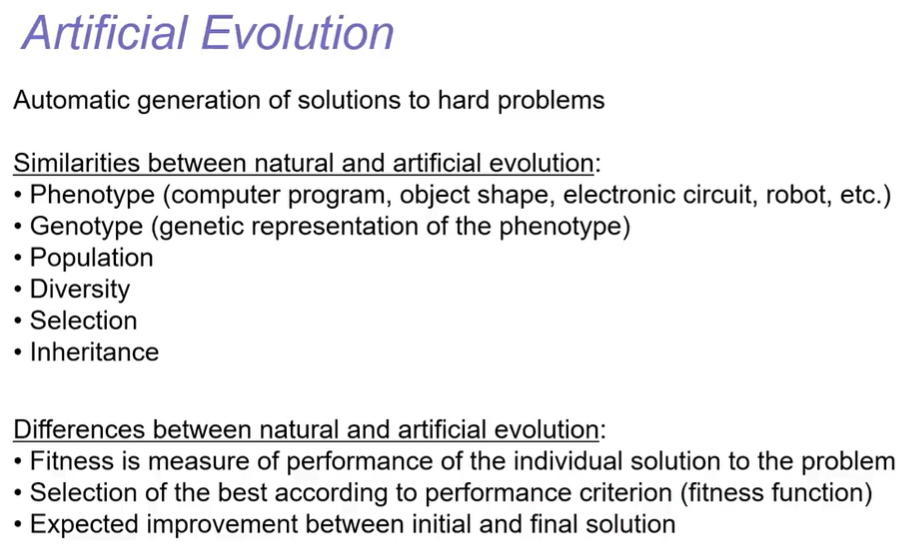 Artificial Evolution
Automatic generation of solutions to hard problems
Similarities between natural and artificial evolution:
• Phenotype (computer program, object shape, electronic circuit, robot, etc.)
• Genotype (genetic representation of the phenotype)
• Population
• Diversity
• Selection
• Inheritance
Differences between natural and artificial evolution:
• Fitness is measure of performance of the individual solution to the problem
• Selection of the best according to performance criterion (fitness function)
• Expected improvement between initial and final solution